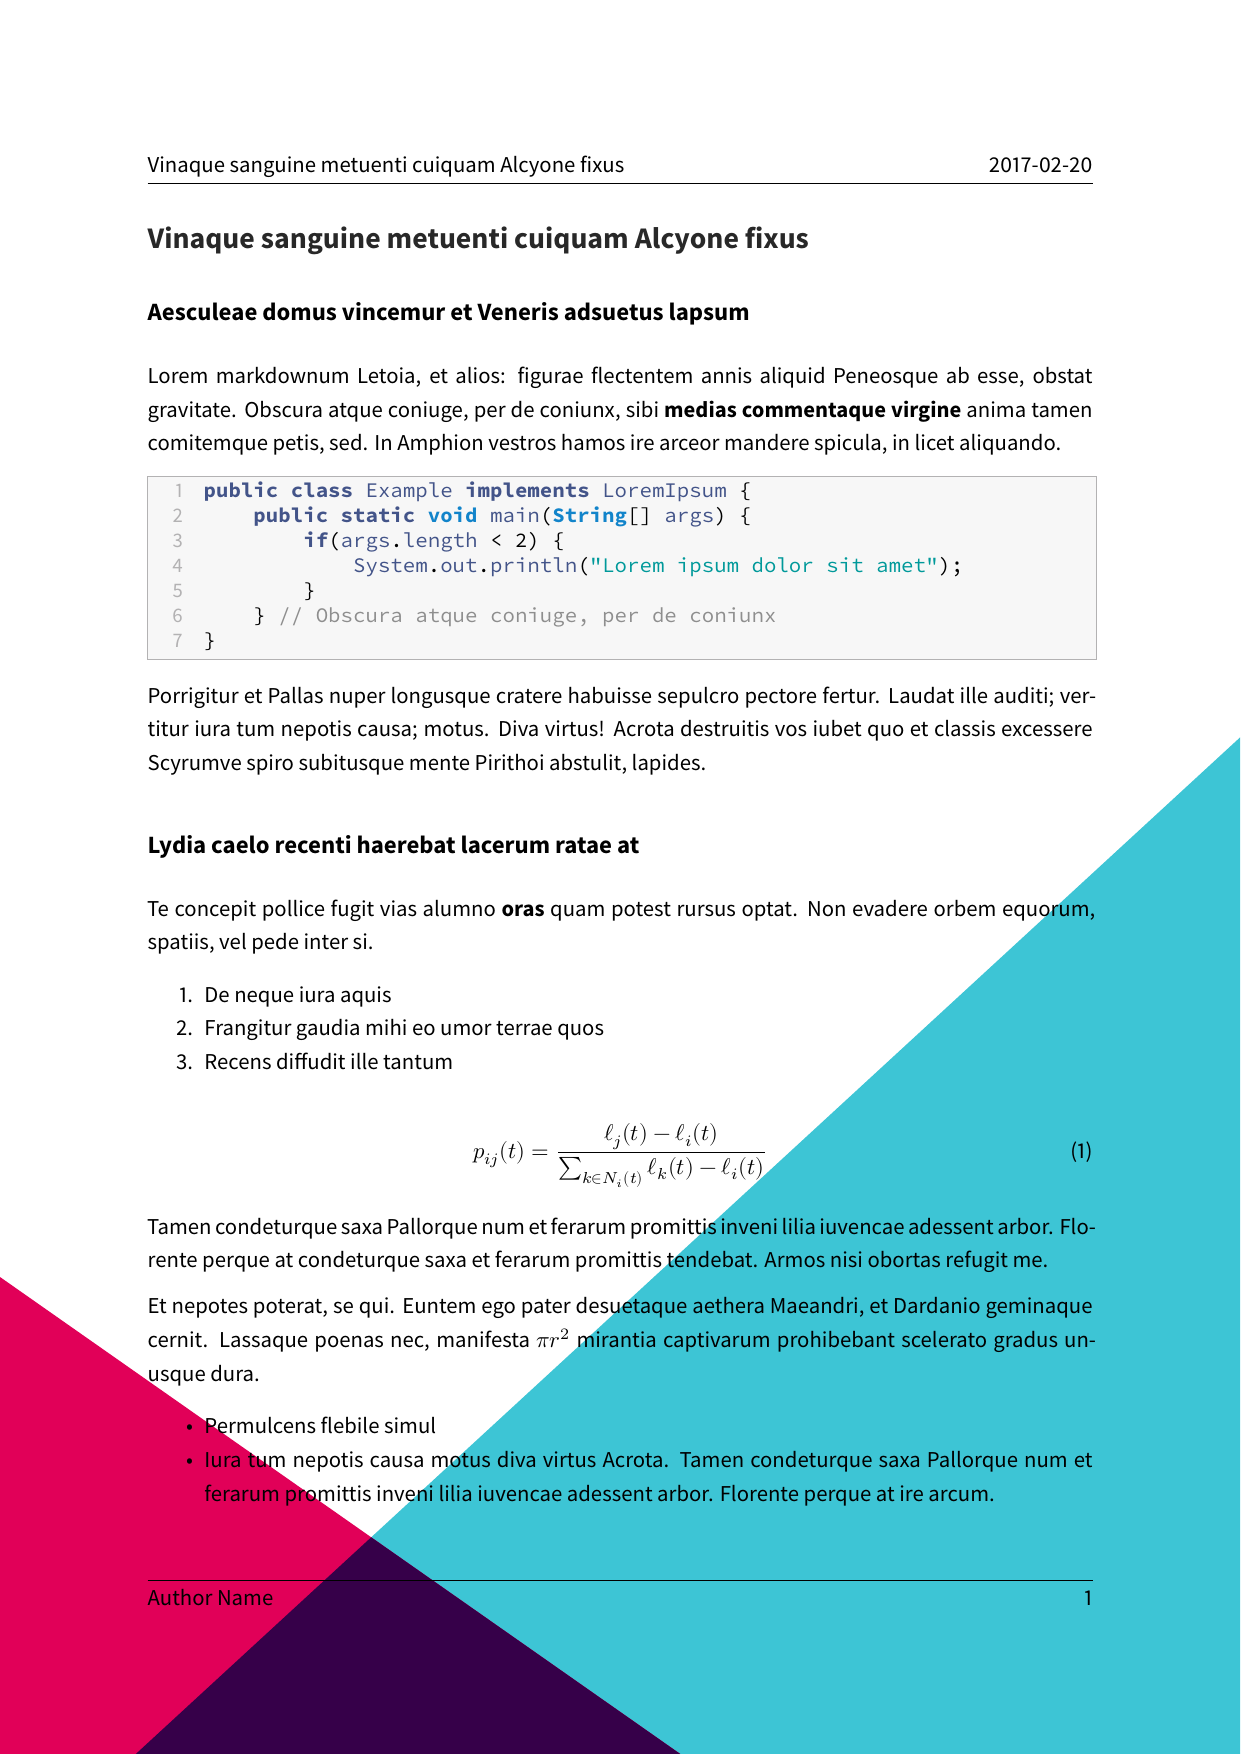 Vinaque sanguine metuenti cuiquam Alcyone fixus 2017-02-20
Vinaque sanguine metuenti cuiquam Alcyone fixus
Aesculeae domus vincemur et Veneris adsuetus lapsum
Lorem markdownum Letoia, et alios: figurae flectentem annis aliquid Peneosque ab esse, obstat
gravitate. Obscura atque coniuge, per de coniunx, sibi medias commentaque virgine anima tamen
comitemque petis, sed. In Amphion vestros hamos ire arceor mandere spicula, in licet aliquando.
1 public class Example implements LoremIpsum {
2     public static void main(String[] args) {
3         if(args.length < 2) {
4             System.out.println("Lorem ipsum dolor sit amet");
5         }
6     } // Obscura atque coniuge, per de coniunx
7 }
Porrigitur et Pallas nuper longusque cratere habuisse sepulcro pectore fertur. Laudat ille auditi; ver-
titur iura tum nepotis causa; motus. Diva virtus! Acrota destruitis vos iubet quo et classis excessere
Scyrumve spiro subitusque mente Pirithoi abstulit, lapides.
Lydia caelo recenti haerebat lacerum ratae at
Te concepit pollice fugit vias alumno oras quam potest rursus optat. Non evadere orbem equorum,
spatiis, vel pede inter si.
1. De neque iura aquis
2. Frangitur gaudia mihi eo umor terrae quos
3. Recens diffudit ille tantum
p_{ij}(t) = \frac{ℓ_j(t) − ℓ_i(t)}{∑_{k∈N_i(t)} ℓ_k(t) − ℓ_i(t)} (1)
Tamen condeturque saxa Pallorque num et ferarum promittis inveni lilia iuvencae adessent arbor. Flo-
rente perque at condeturque saxa et ferarum promittis tendebat. Armos nisi obortas refugit me.
Et nepotes poterat, se qui. Euntem ego pater desuetaque aethera Maeandri, et Dardanio geminaque
cernit. Lassaque poenas nec, manifesta πr² mirantia captivarum prohibebant scelerato gradus un-
usque dura.
• Permulcens flebile simul
• Iura tum nepotis causa motus diva virtus Acrota. Tamen condeturque saxa Pallorque num et
ferarum promittis inveni lilia iuvencae adessent arbor. Florente perque at ire arcum.
Author Name 1